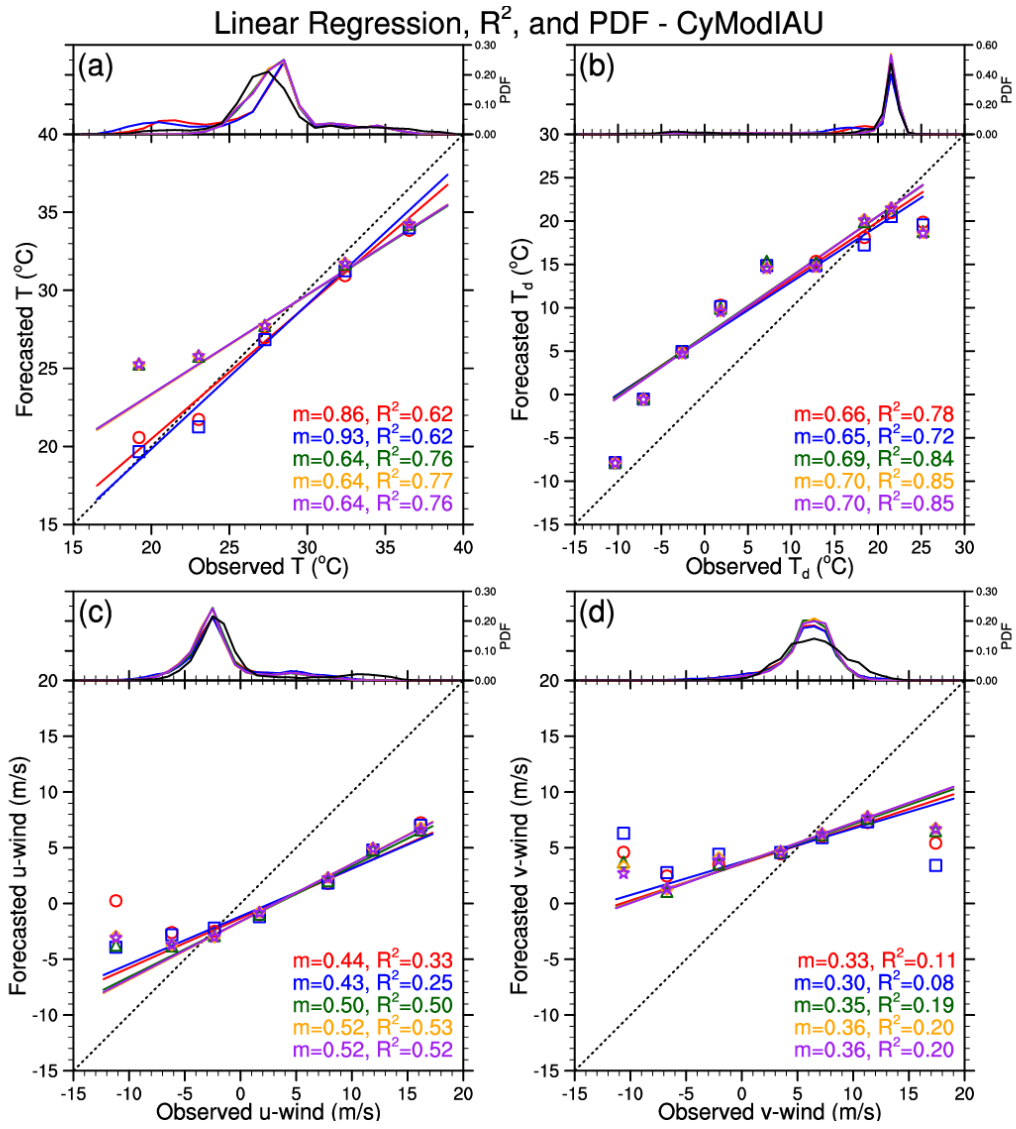 Linear Regression, R², and PDF - CyModIAU
(a)
0.30
0.20
0.10
0.00
PDF
(b)
0.60
0.40
0.20
0.00
PDF
40
35
30
25
20
15
Forecasted T (°C)
m=0.86, R²=0.62
m=0.93, R²=0.62
m=0.64, R²=0.76
m=0.64, R²=0.77
m=0.64, R²=0.76
15 20 25 30 35 40
Observed T (°C)
30
25
20
15
10
5
0
-5
-10
-15
Forecasted T_d (°C)
m=0.66, R²=0.78
m=0.65, R²=0.72
m=0.69, R²=0.84
m=0.70, R²=0.85
m=0.70, R²=0.85
-15 -10 -5 0 5 10 15 20 25 30
Observed T_d (°C)
(c)
0.30
0.20
0.10
0.00
PDF
(d)
0.30
0.20
0.10
0.00
PDF
20
15
10
5
0
-5
-10
-15
Forecasted u-wind (m/s)
m=0.44, R²=0.33
m=0.43, R²=0.25
m=0.50, R²=0.50
m=0.52, R²=0.53
m=0.52, R²=0.52
-15 -10 -5 0 5 10 15 20
Observed u-wind (m/s)
20
15
10
5
0
-5
-10
-15
Forecasted v-wind (m/s)
m=0.33, R²=0.11
m=0.30, R²=0.08
m=0.35, R²=0.19
m=0.36, R²=0.20
m=0.36, R²=0.20
-15 -10 -5 0 5 10 15 20
Observed v-wind (m/s)